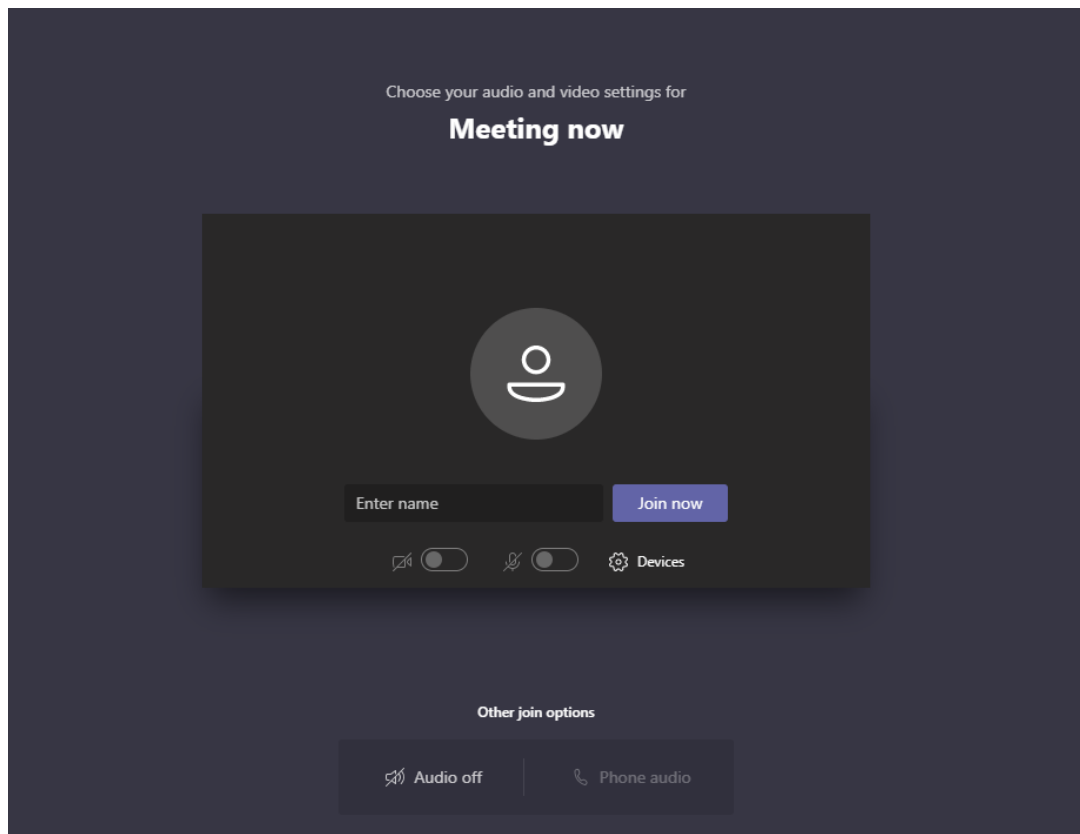 Choose your audio and video settings for
Meeting now
Enter name
Join now
Devices
Other join options
Audio off
Phone audio